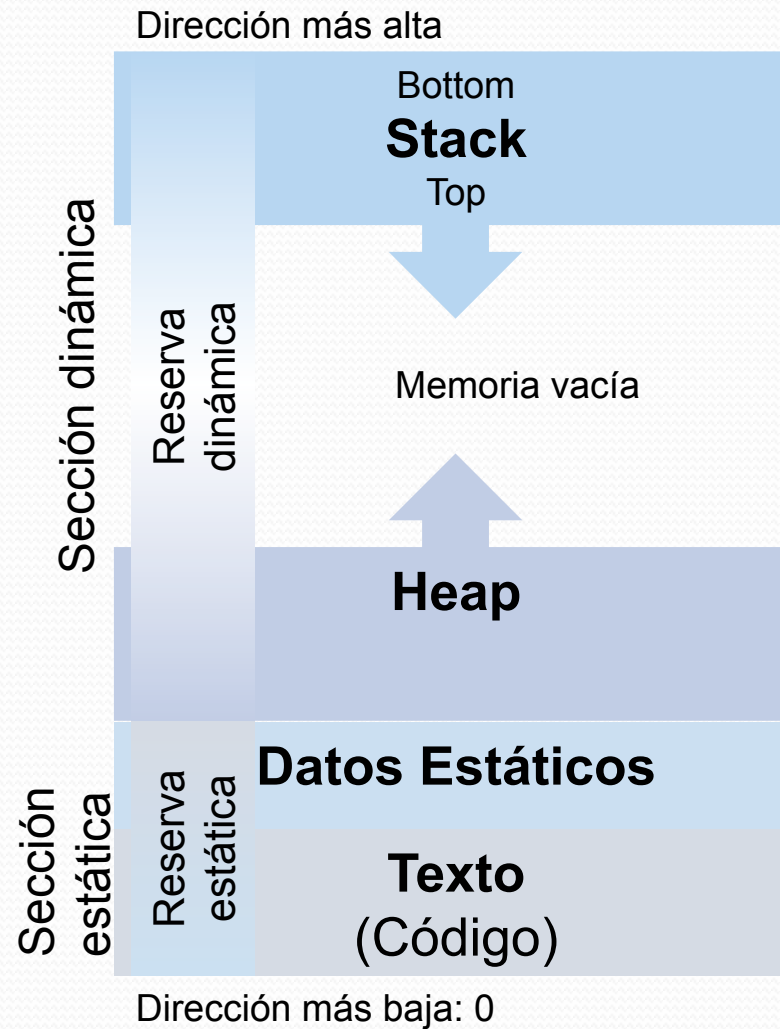 Dirección más alta
Bottom
Stack
Top
Sección dinámica
Reserva
dinámica
Memoria vacía
Heap
Datos Estáticos
Sección
estática
Reserva
estática
Texto
(Código)
Dirección más baja: 0